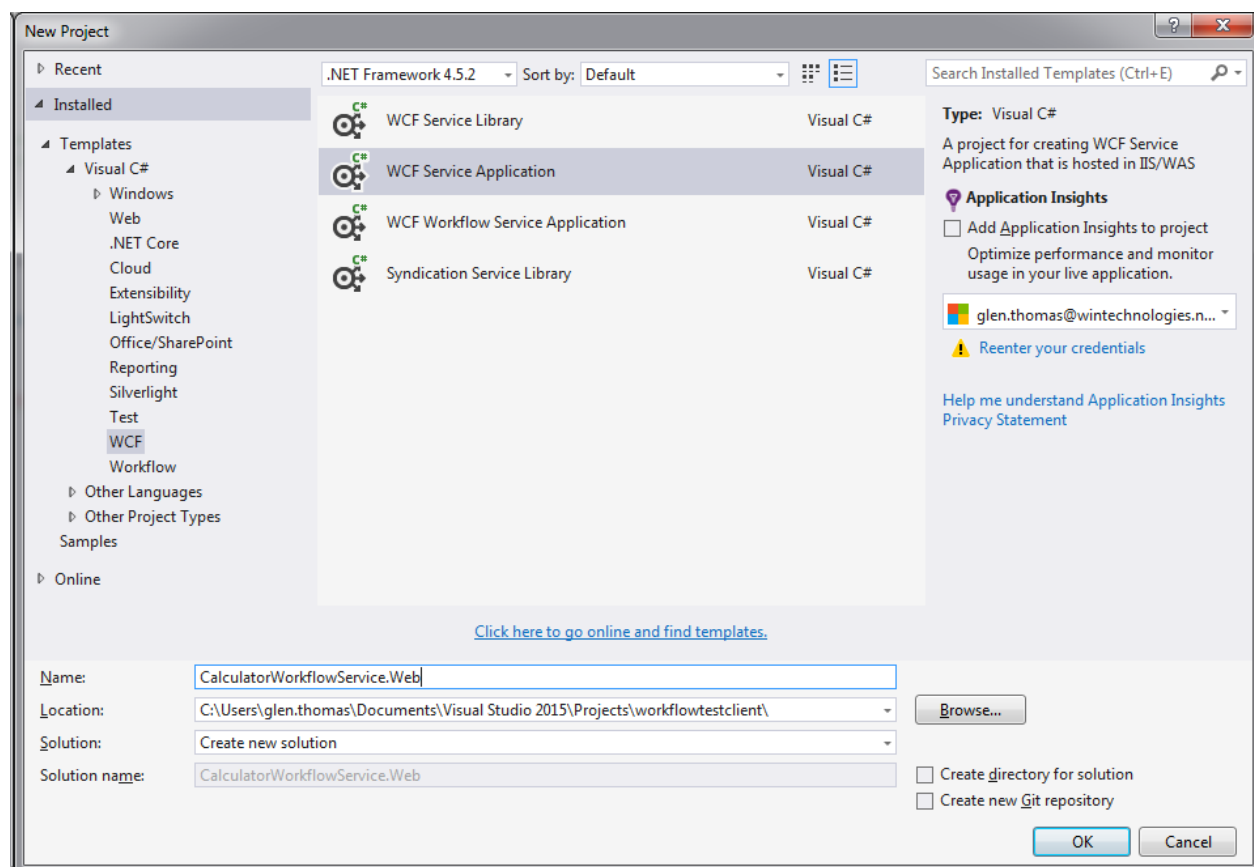 New Project
Recent
Installed
Templates
Visual C#
Windows
Web
.NET Core
Cloud
Extensibility
LightSwitch
Office/SharePoint
Reporting
Silverlight
Test
WCF
Workflow
Other Languages
Other Project Types
Samples
Online
.NET Framework 4.5.2 Sort by: Default
C# WCF Service Library Visual C#
C# WCF Service Application Visual C#
C# WCF Workflow Service Application Visual C#
C# Syndication Service Library Visual C#
Click here to go online and find templates.
Search Installed Templates (Ctrl+E)
Type: Visual C#
A project for creating WCF Service
Application that is hosted in IIS/WAS
Application Insights
Add Application Insights to project
Optimize performance and monitor
usage in your live application.
glen.thomas@wintechnologies.n...
Reenter your credentials
Help me understand Application Insights
Privacy Statement
Name: CalculatorWorkflowService.Web
Location: C:\Users\glen.thomas\Documents\Visual Studio 2015\Projects\workflowtestclient\ Browse...
Solution: Create new solution
Solution name: CalculatorWorkflowService.Web
Create directory for solution
Create new Git repository
OK Cancel